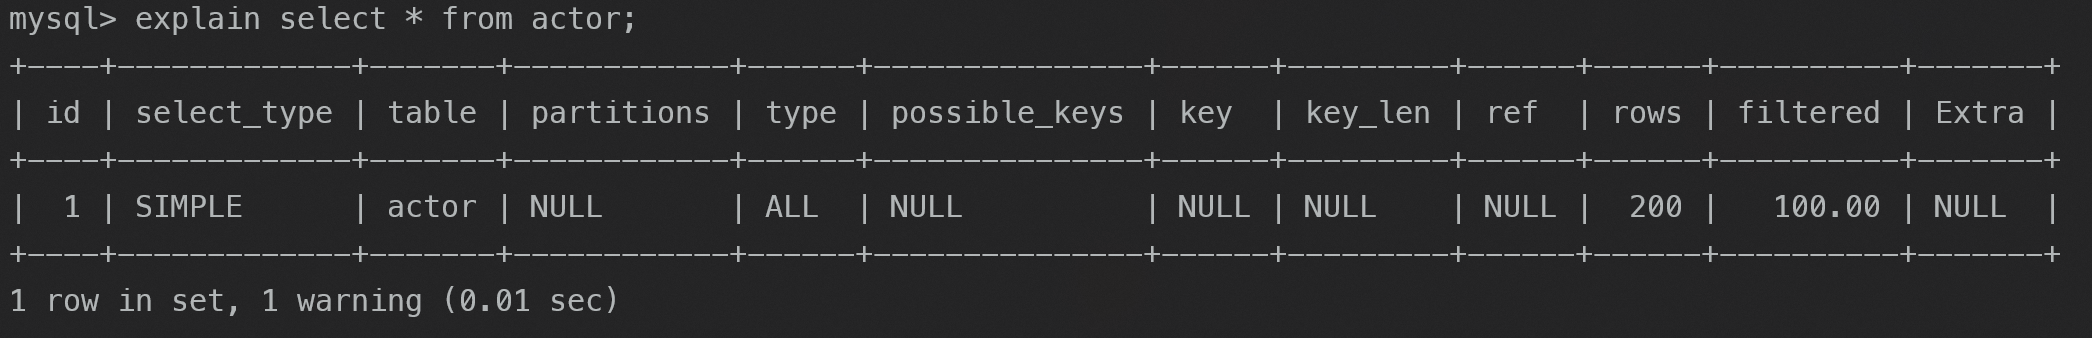 mysql> explain select * from actor;
+----+-------------+-------+------------+------+---------------+------+---------+------+------+----------+-------+
| id | select_type | table | partitions | type | possible_keys | key  | key_len | ref  | rows | filtered | Extra |
+----+-------------+-------+------------+------+---------------+------+---------+------+------+----------+-------+
|  1 | SIMPLE      | actor | NULL       | ALL  | NULL          | NULL | NULL    | NULL |  200 |   100.00 | NULL  |
+----+-------------+-------+------------+------+---------------+------+---------+------+------+----------+-------+
1 row in set, 1 warning (0.01 sec)